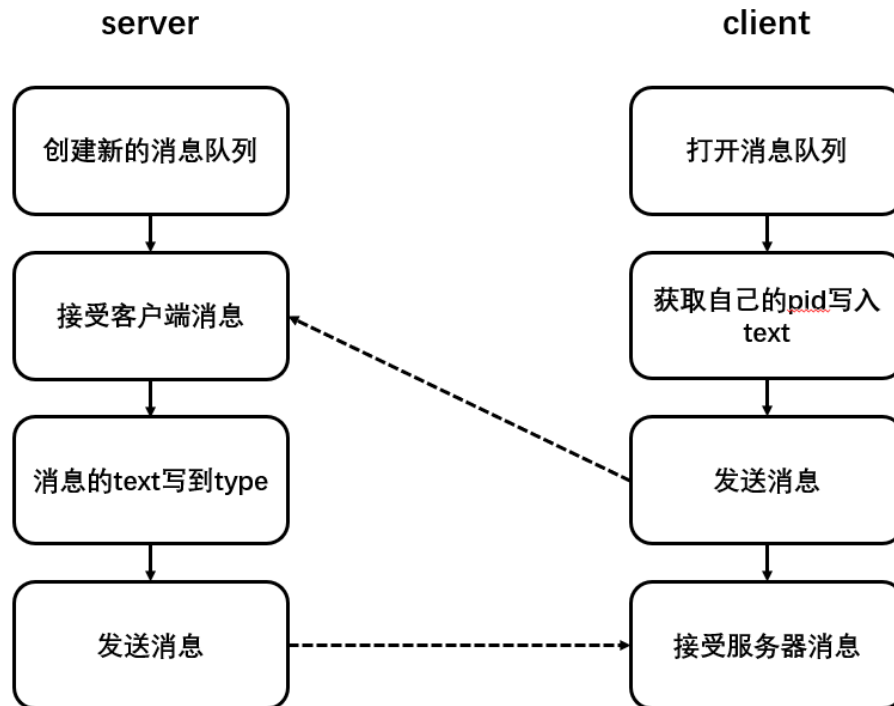 server
client
创建新的消息队列
打开消息队列
接受客户端消息
获取自己的pid写入
text
消息的text写到type
发送消息
发送消息
接受服务器消息